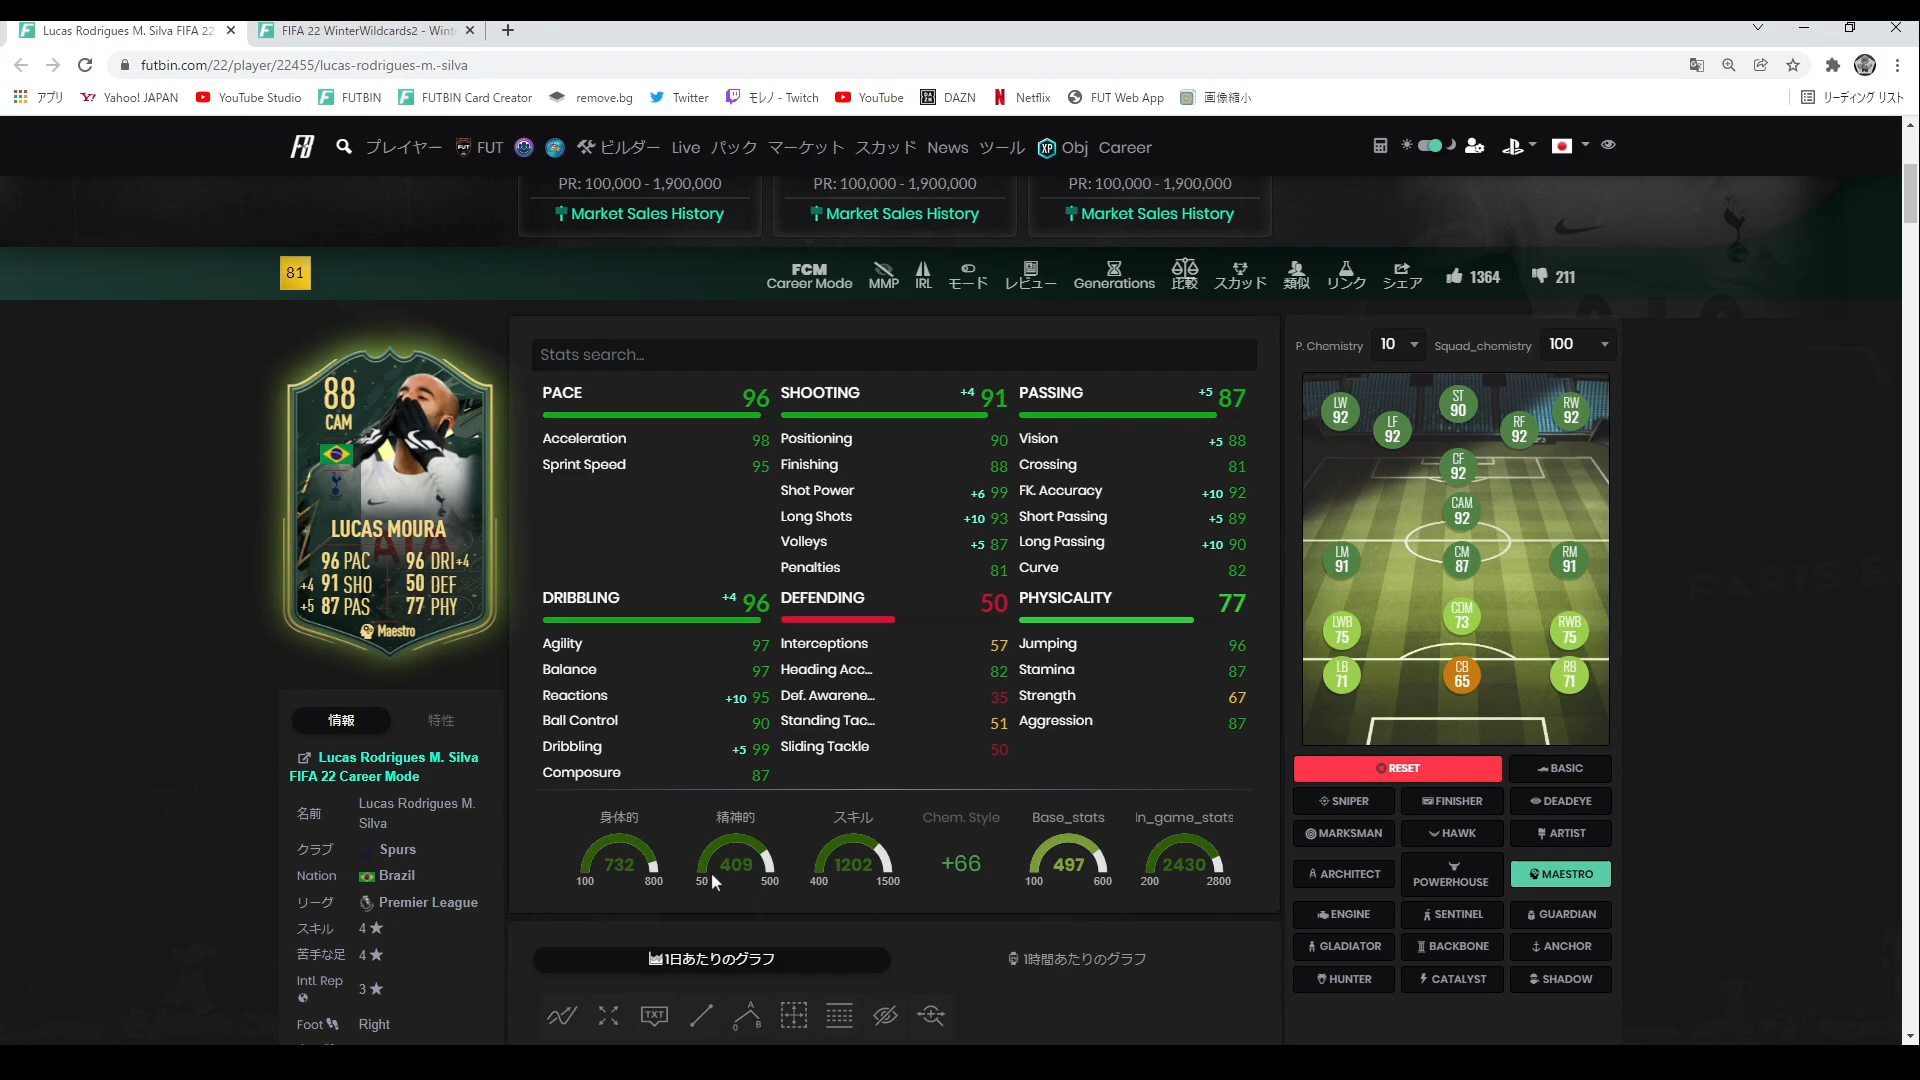 Lucas Rodrigues M. Silva FIFA 22
FIFA 22 WinterWildcards2 - Wint
futbin.com/22/player/22455/lucas-rodrigues-m.-silva
アプリ Yahoo! JAPAN YouTube Studio FUTBIN FUTBIN Card Creator remove.bg Twitter モレノ - Twitch YouTube DAZN Netflix FUT Web App 画像縮小 リーディング リスト
プレイヤー FUT ビルダー Live パック マーケット スカッド News ツール XP Obj Career
PR: 100,000 - 1,900,000 PR: 100,000 - 1,900,000 PR: 100,000 - 1,900,000
Market Sales History Market Sales History Market Sales History
81
FCM
Career Mode MMP IRL モード レビュー Generations 比較 スカッド 類似 リンク シェア 1364 211
88
CAM
LUCAS MOURA
96 PAC 96 DRI+4
+4 91 SHO 50 DEF
+5 87 PAS 77 PHY
Maestro
Stats search...
PACE 96 SHOOTING +4 91 PASSING +5 87
Acceleration 98 Positioning 90 Vision +5 88
Sprint Speed 95 Finishing 88 Crossing 81
Shot Power +6 99 FK. Accuracy +10 92
Long Shots +10 93 Short Passing +5 89
Volleys +5 87 Long Passing +10 90
Penalties 81 Curve 82
DRIBBLING +4 96 DEFENDING 50 PHYSICALITY 77
Agility 97 Interceptions 57 Jumping 96
Balance 97 Heading Acc... 82 Stamina 87
Reactions +10 95 Def. Awarene... 35 Strength 67
Ball Control 90 Standing Tac... 51 Aggression 87
Dribbling +5 99 Sliding Tackle 50
Composure 87
身体的 精神的 スキル Chem. Style Base_stats In_game_stats
732 409 1202 +66 497 2430
100 800 50 500 400 1500 100 600 200 2800
1日あたりのグラフ 1時間あたりのグラフ
TXT
A
0 B
P. Chemistry 10 Squad_chemistry 100
LW
92
LF
92
ST
90
RF
92
RW
92
CF
92
CAM
92
LM
91
CM
87
RM
91
CDM
73
LWB
75
RWB
75
LB
71
CB
65
RB
71
RESET BASIC
SNIPER FINISHER DEADEYE
MARKSMAN HAWK ARTIST
ARCHITECT POWERHOUSE MAESTRO
ENGINE SENTINEL GUARDIAN
GLADIATOR BACKBONE ANCHOR
HUNTER CATALYST SHADOW
情報 特性
Lucas Rodrigues M. Silva
FIFA 22 Career Mode
名前 Lucas Rodrigues M.
Silva
クラブ Spurs
Nation Brazil
リーグ Premier League
スキル 4★
苦手な足 4★
Intl. Rep 3★
Foot Right